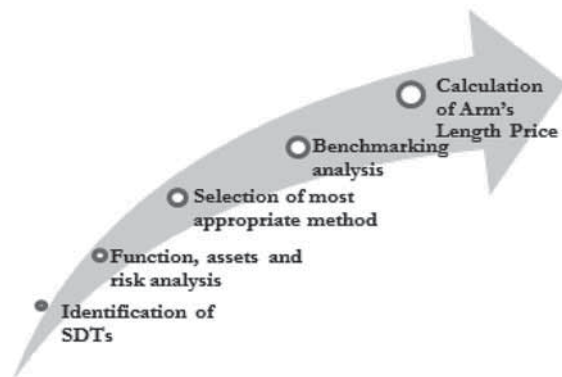 Calculation
of Arm's
Length Price
Benchmarking
analysis
Selection of most
appropriate method
Function, assets and
risk analysis
Identification of
SDTs